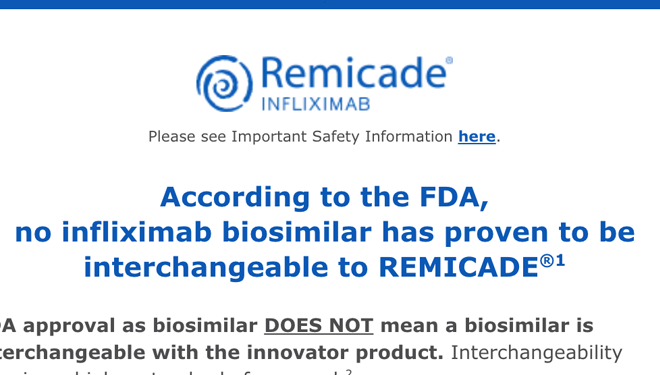 Remicade®
INFLIXIMAB
Please see Important Safety Information here.
According to the FDA,
no infliximab biosimilar has proven to be
interchangeable to REMICADE®1
approval as biosimilar DOES NOT mean a biosimilar is
with the innovator product. Interchangeability